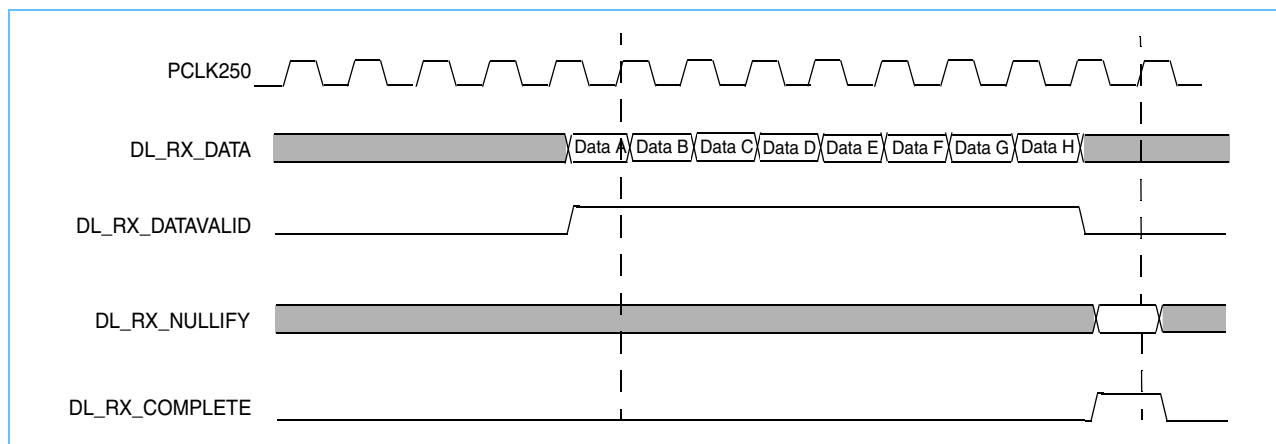 PCLK250
DL_RX_DATA
Data A Data B Data C Data D Data E Data F Data G Data H
DL_RX_DATAVALID
DL_RX_NULLIFY
DL_RX_COMPLETE